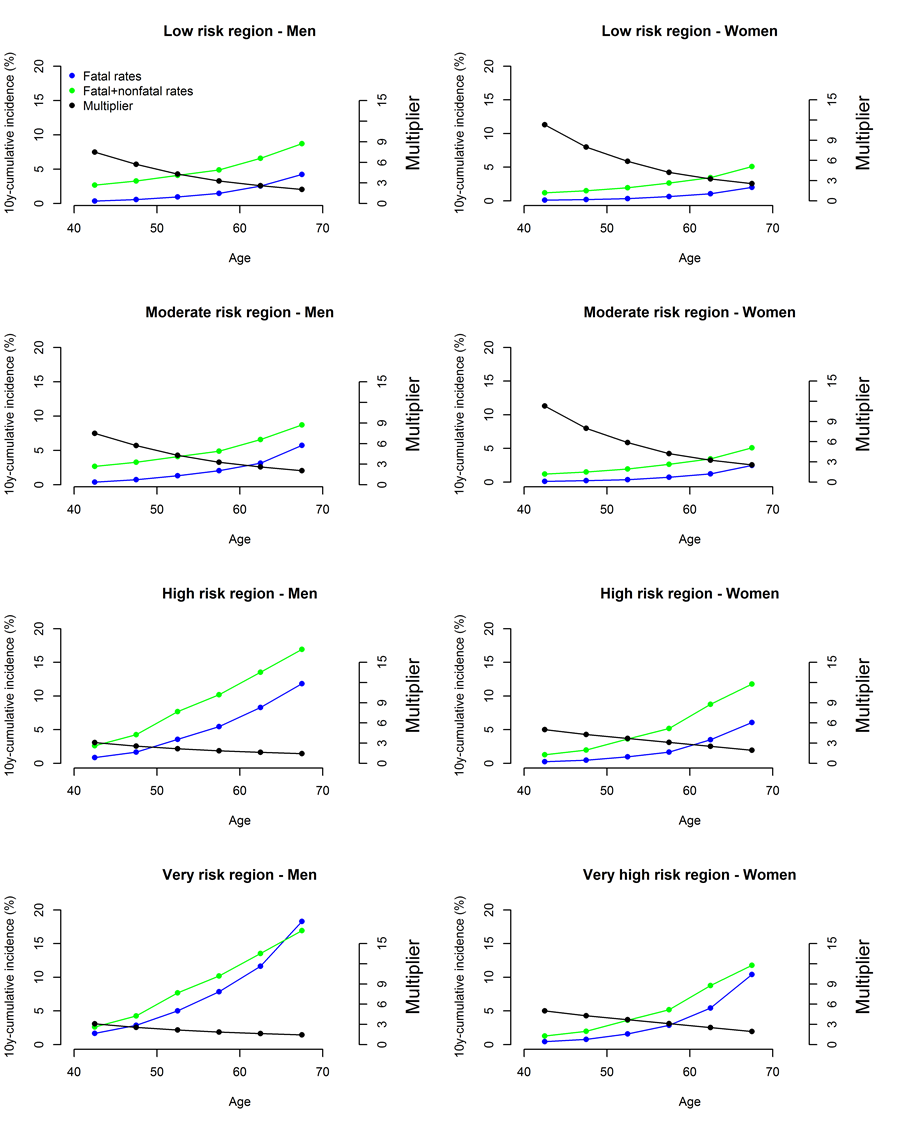 Low risk region - Men
10y-cumulative incidence (%)
20
15
10
5
0
Fatal rates
Fatal+nonfatal rates
Multiplier
15
9
6
3
0
Multiplier
40 50 60 70
Age
Low risk region - Women
10y-cumulative incidence (%)
20
15
10
5
0
15
9
6
3
0
Multiplier
40 50 60 70
Age
Moderate risk region - Men
10y-cumulative incidence (%)
20
15
10
5
0
15
9
6
3
0
Multiplier
40 50 60 70
Age
Moderate risk region - Women
10y-cumulative incidence (%)
20
15
10
5
0
15
9
6
3
0
Multiplier
40 50 60 70
Age
High risk region - Men
10y-cumulative incidence (%)
20
15
10
5
0
15
9
6
3
0
Multiplier
40 50 60 70
Age
High risk region - Women
10y-cumulative incidence (%)
20
15
10
5
0
15
9
6
3
0
Multiplier
40 50 60 70
Age
Very risk region - Men
10y-cumulative incidence (%)
20
15
10
5
0
15
9
6
3
0
Multiplier
40 50 60 70
Age
Very high risk region - Women
10y-cumulative incidence (%)
20
15
10
5
0
15
9
6
3
0
Multiplier
40 50 60 70
Age